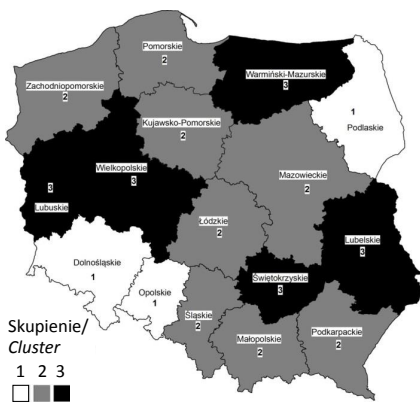 Pomorskie
2
Warmiński-Mazurskie
3
Zachodniopomorskie
2
1
Podlaskie
Kujawsko-Pomorskie
2
Wielkopolskie
3
Mazowieckie
2
3
Lubuskie
Łódzkie
2
Lubelskie
3
Dolnośląskie
1
Świętokrzyskie
3
Opolskie
1
Śląskie
2
Małopolskie
2
Podkarpackie
2
Skupienie/
Cluster
1 2 3